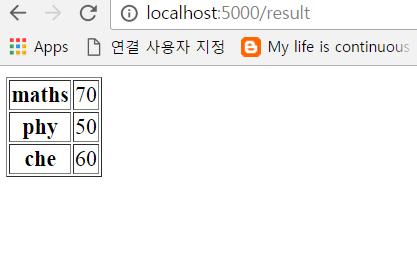 localhost:5000/result
Apps 연결 사용자 지정 My life is continuous
maths 70
phy 50
che 60